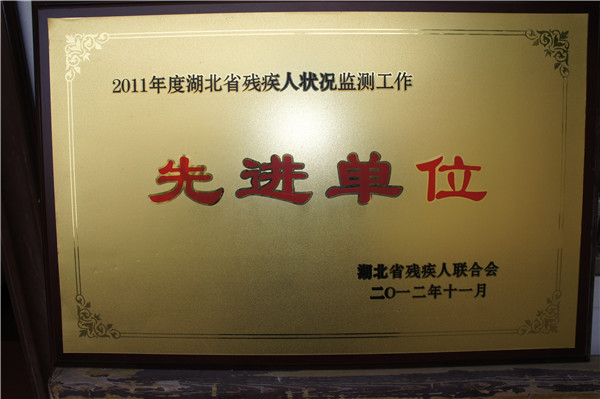 2011年度湖北省残疾人状况监测工作
先进单位
湖北省残疾人联合会
二〇一二年十一月